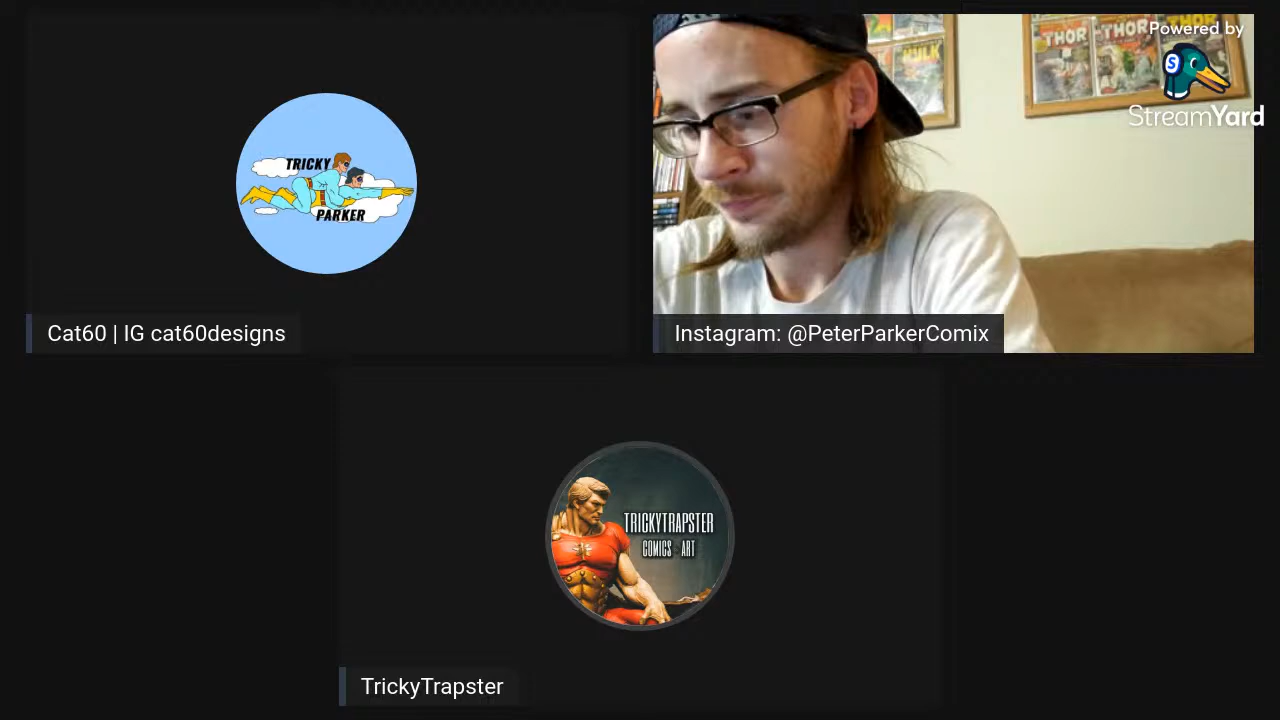 TRICKY
PARKER
Cat60 | IG cat60designs
THOR
THOR
THOR
HULK
Powered by
S
StreamYard
Instagram: @PeterParkerComix
TRICKYTRAPSTER
COMICS ART
TrickyTrapster